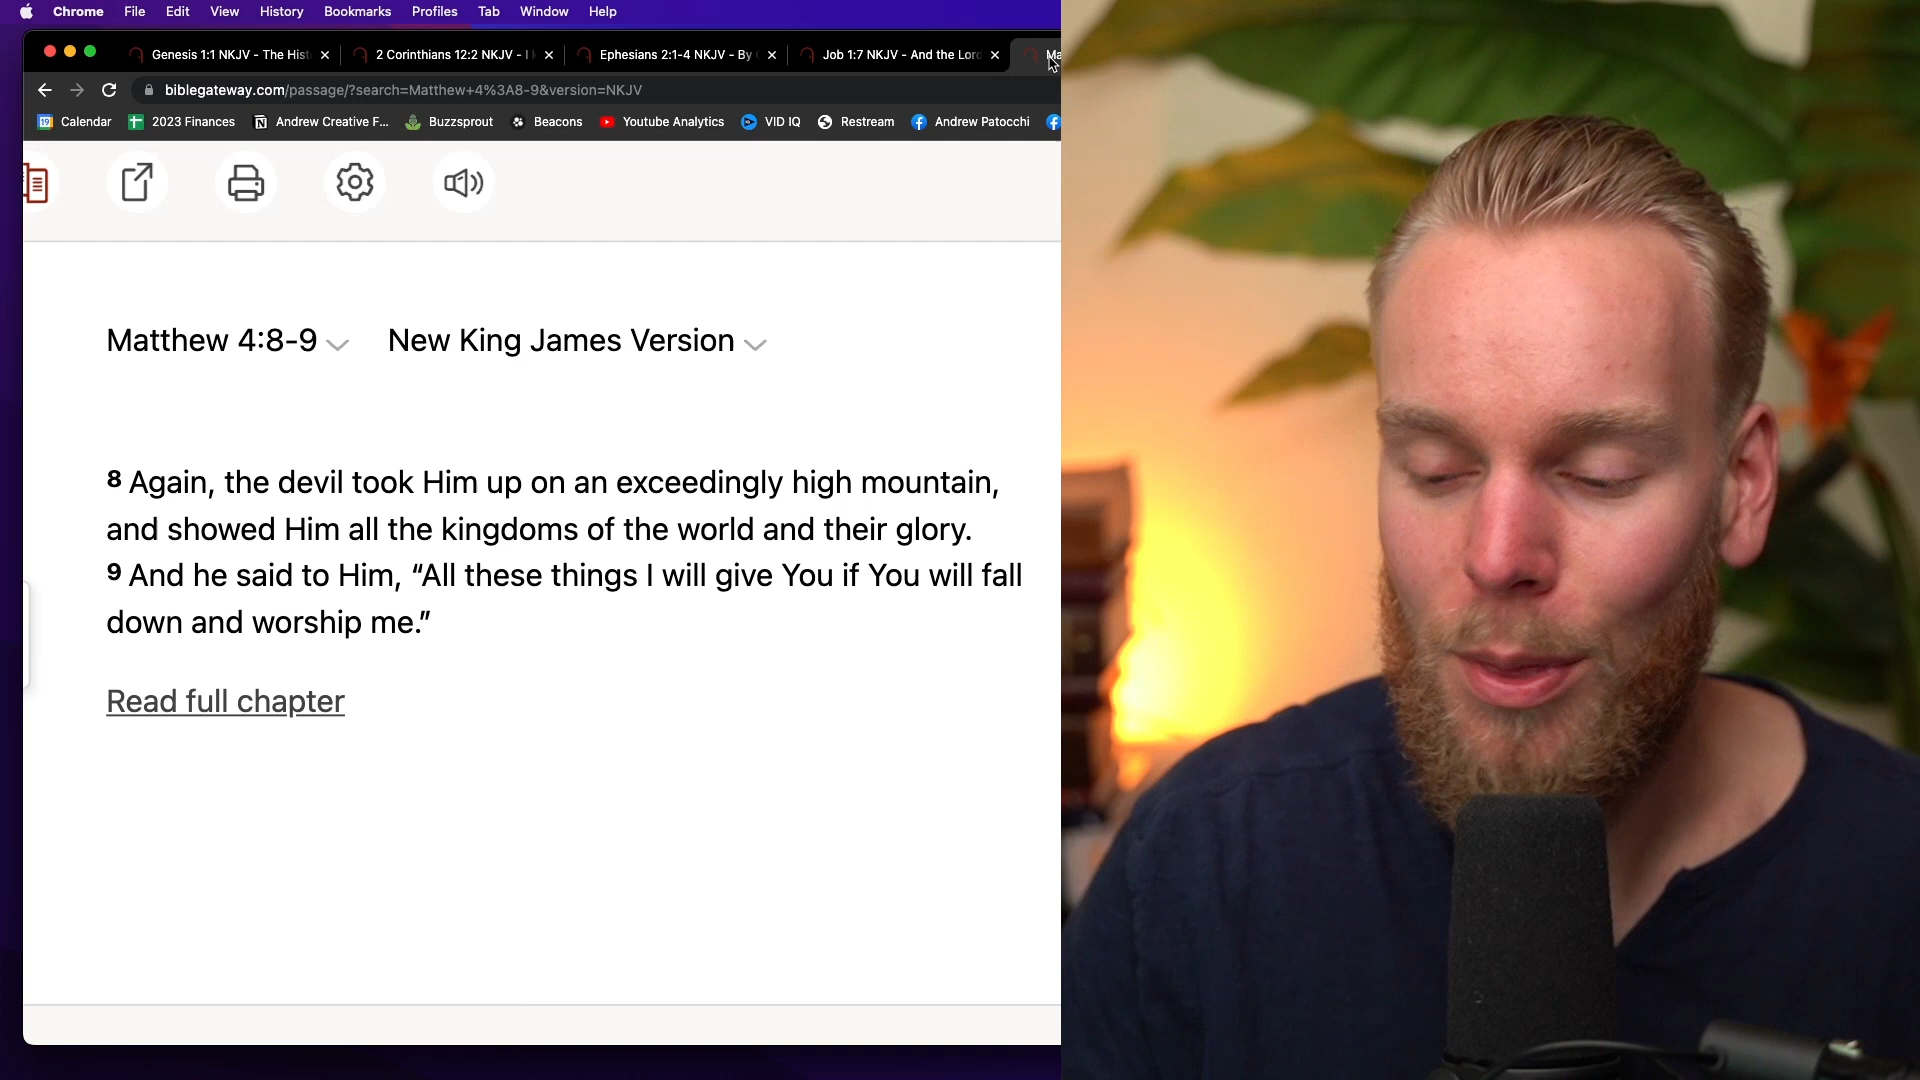 Chrome File Edit View History Bookmarks Profiles Tab Window Help
Genesis 1:1 NKJV - The Hist 2 Corinthians 12:2 NKJV - I k Ephesians 2:1-4 NKJV - By Job 1:7 NKJV - And the Lord Ma
biblegateway.com/passage/?search=Matthew+4%3A8-9&version=NKJV
19 Calendar 2023 Finances Andrew Creative F... Buzzsprout Beacons Youtube Analytics VID IQ Restream Andrew Patocchi
Matthew 4:8-9 New King James Version
8 Again, the devil took Him up on an exceedingly high mountain,
and showed Him all the kingdoms of the world and their glory.
9 And he said to Him, “All these things I will give You if You will fall
down and worship me.”
Read full chapter